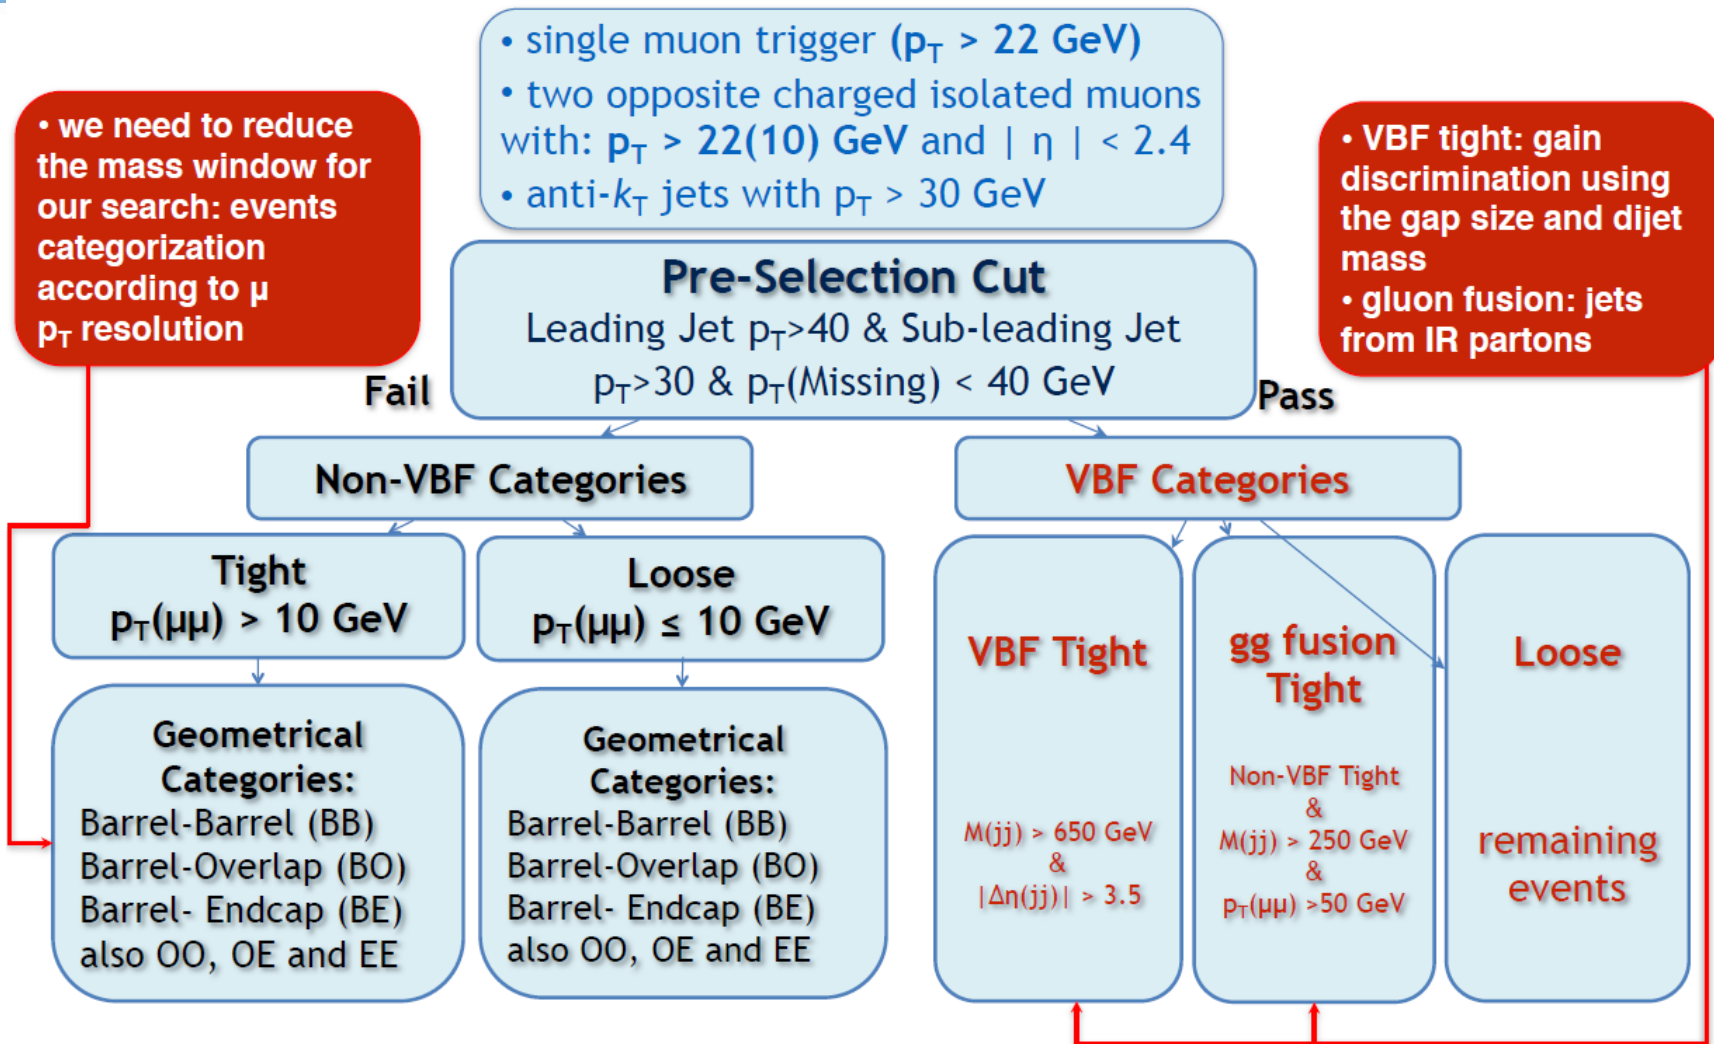 • single muon trigger (pT > 22 GeV)
• two opposite charged isolated muons
with: pT > 22(10) GeV and | η | < 2.4
• anti-kT jets with pT > 30 GeV
• we need to reduce
the mass window for
our search: events
categorization
according to μ
pT resolution
• VBF tight: gain
discrimination using
the gap size and dijet
mass
• gluon fusion: jets
from IR partons
Pre-Selection Cut
Leading Jet pT>40 & Sub-leading Jet
pT>30 & pT(Missing) < 40 GeV
Fail
Pass
Non-VBF Categories
VBF Categories
Tight
pT(μμ) > 10 GeV
Loose
pT(μμ) ≤ 10 GeV
Geometrical
Categories:
Barrel-Barrel (BB)
Barrel-Overlap (BO)
Barrel- Endcap (BE)
also OO, OE and EE
Geometrical
Categories:
Barrel-Barrel (BB)
Barrel-Overlap (BO)
Barrel- Endcap (BE)
also OO, OE and EE
VBF Tight
M(jj) > 650 GeV
&
|Δη(jj)| > 3.5
gg fusion
Tight
Non-VBF Tight
&
M(jj) > 250 GeV
&
pT(μμ) >50 GeV
Loose
remaining
events